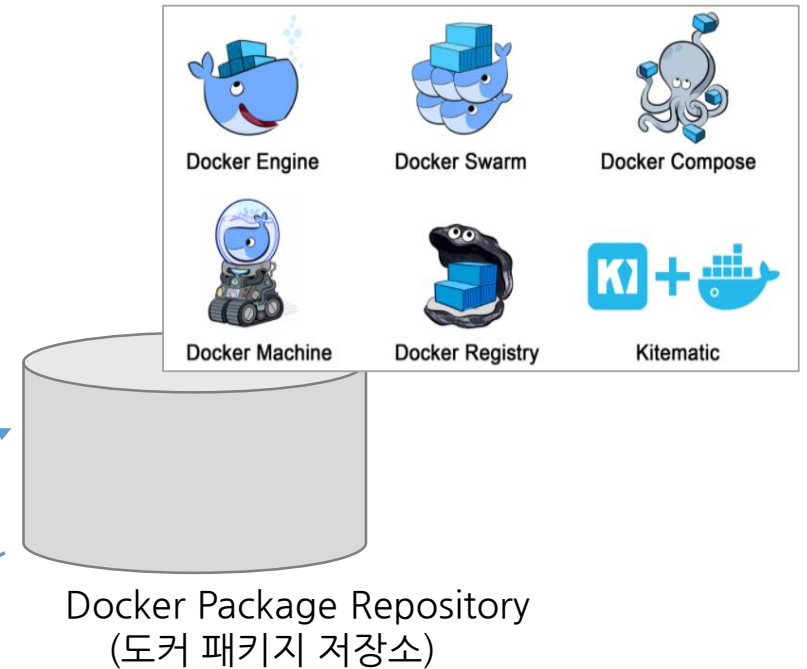 Docker Engine
Docker Swarm
Docker Compose
Docker Machine
Docker Registry
Kitematic
Docker Package Repository
(도커 패키지 저장소)